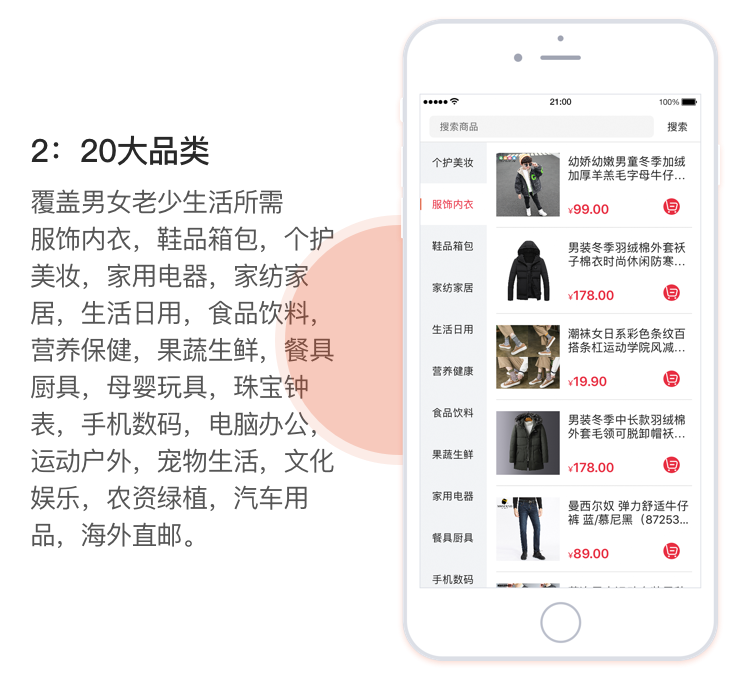 2：20大品类
覆盖男女老少生活所需
服饰内衣，鞋品箱包，个护
美妆，家用电器，家纺家
居，生活日用，食品饮料，
营养保健，果蔬生鲜，餐具
厨具，母婴玩具，珠宝钟
表，手机数码，电脑办公，
运动户外，宠物生活，文化
娱乐，农资绿植，汽车用
品，海外直邮。
21:00
100%
搜索商品
搜索
个护美妆
服饰内衣
鞋品箱包
家纺家居
生活日用
营养健康
食品饮料
果蔬生鲜
家用电器
餐具厨具
手机数码
幼娇幼嫩男童冬季加绒
加厚羊羔毛字母牛仔...
¥99.00
男装冬季羽绒棉外套袄
子棉衣时尚休闲防寒...
¥178.00
潮袜女日系彩色条纹百
搭条杠运动学院风减...
¥19.90
男装冬季中长款羽绒棉
外套毛领可脱卸帽袄...
¥178.00
曼西尔奴 弹力舒适牛仔
裤 蓝/慕尼黑（87253...
¥89.00